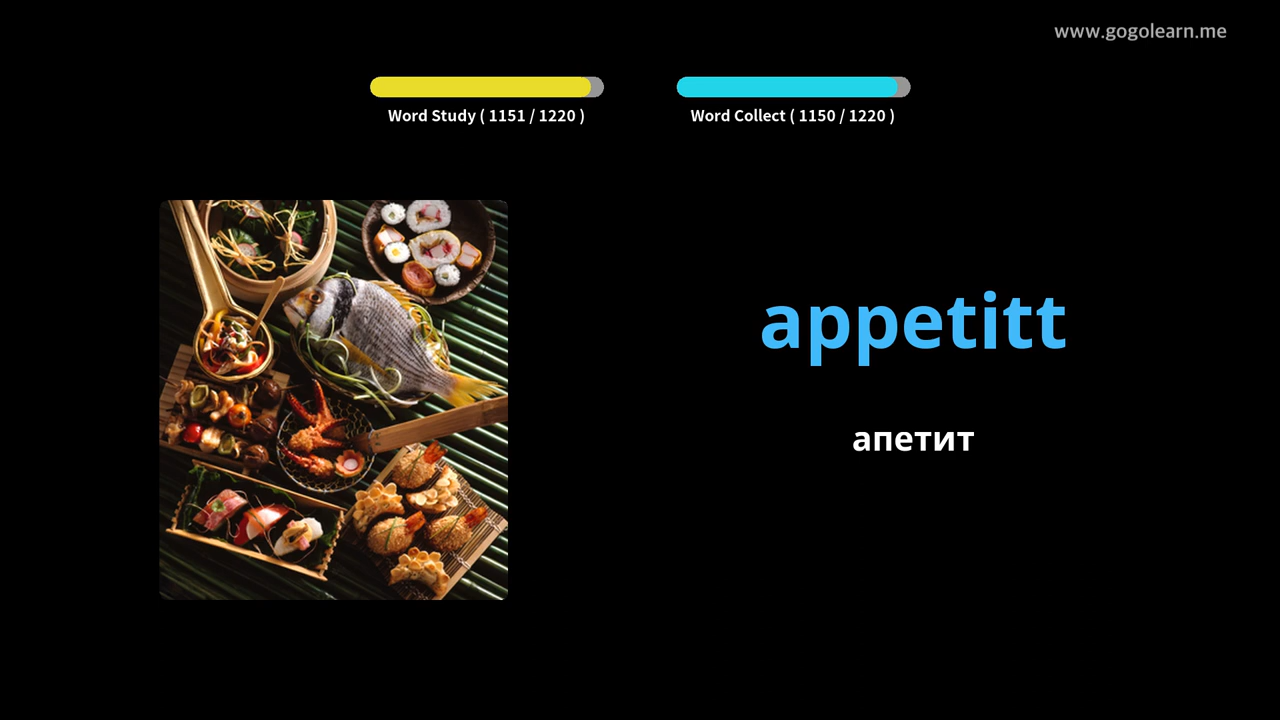 www.gogolearn.me
Word Study ( 1151 / 1220 )
Word Collect ( 1150 / 1220 )
appetitt
апетит